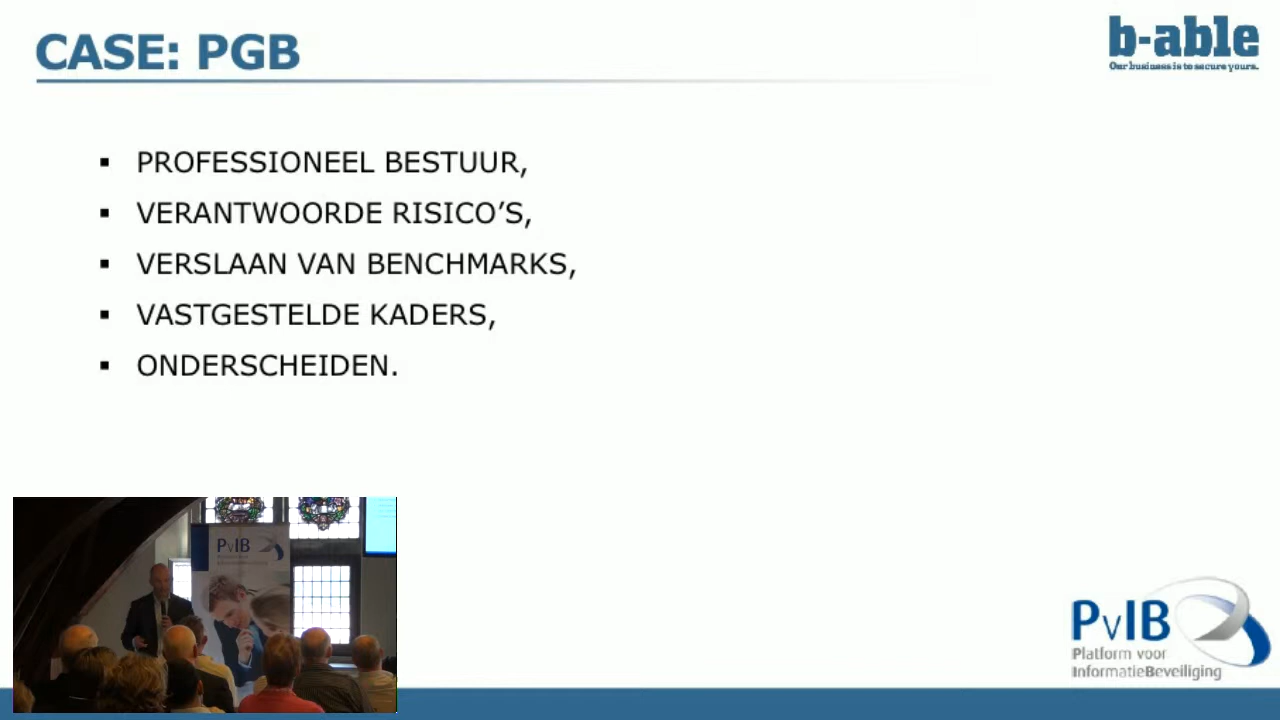 CASE: PGB
b-able
Our business is to secure yours.
▪ PROFESSIONEEL BESTUUR,
▪ VERANTWOORDE RISICO’S,
▪ VERSLAAN VAN BENCHMARKS,
▪ VASTGESTELDE KADERS,
▪ ONDERSCHEIDEN.
PvIB
PvIB
Platform voor
InformatieBeveiliging